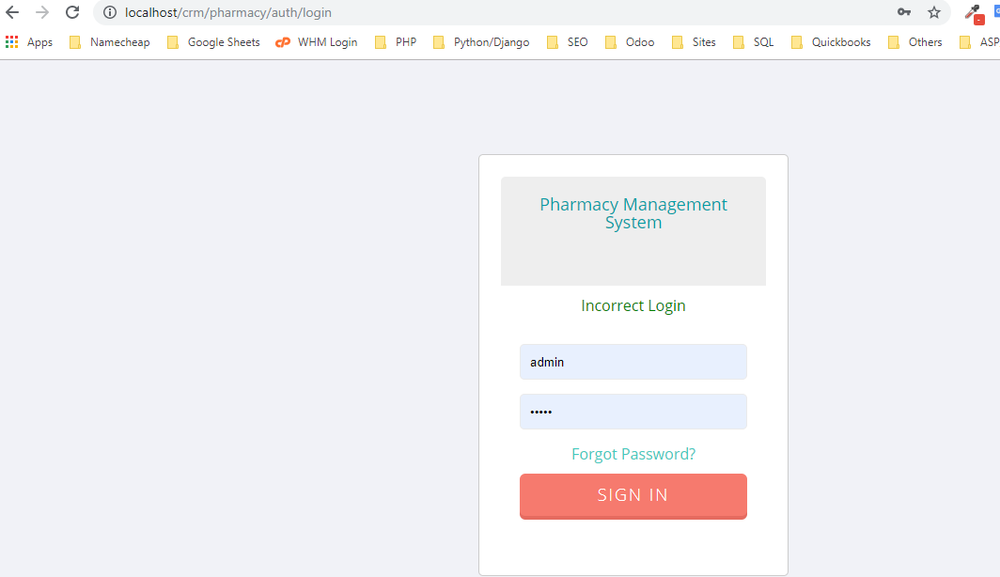 localhost/crm/pharmacy/auth/login
Apps Namecheap Google Sheets cP WHM Login PHP Python/Django SEO Odoo Sites SQL Quickbooks Others ASP
Pharmacy Management
System
Incorrect Login
admin
•••••
Forgot Password?
SIGN IN